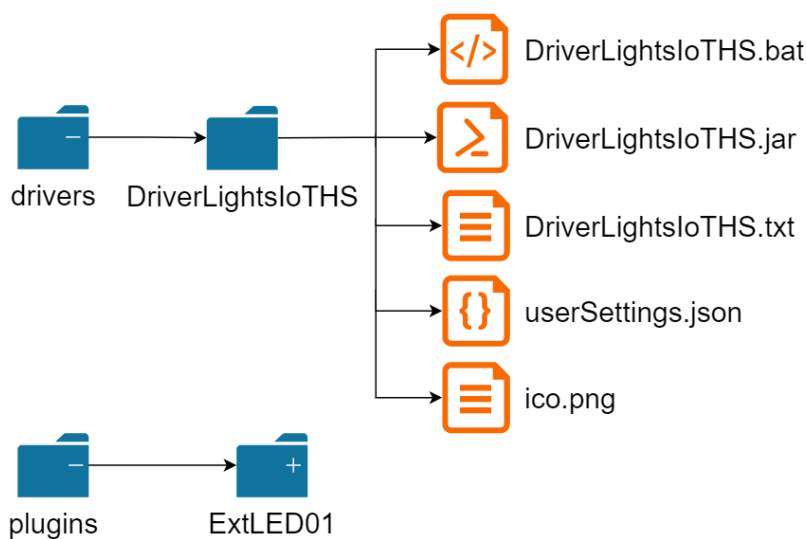 DriverLightsIoTHS.bat
DriverLightsIoTHS.jar
drivers
DriverLightsIoTHS
DriverLightsIoTHS.txt
userSettings.json
ico.png
plugins
ExtLED01